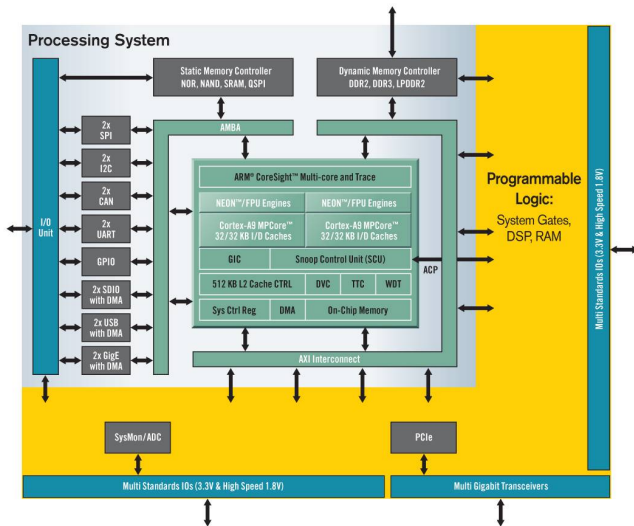 Processing System
Static Memory Controller
NOR, NAND, SRAM, QSPI
Dynamic Memory Controller
DDR2, DDR3, LPDDR2
AMBA
2x
SPI
2x
I2C
2x
CAN
2x
UART
GPIO
2x SDIO
with DMA
2x USB
with DMA
2x GigE
with DMA
I/O
Unit
ARM® CoreSight™ Multi-core and Trace
NEON™/FPU Engines
NEON™/FPU Engines
Cortex-A9 MPCore™
32/32 KB I/D Caches
Cortex-A9 MPCore™
32/32 KB I/D Caches
GIC
Snoop Control Unit (SCU)
512 KB L2 Cache CTRL
DVC
TTC
WDT
Sys Ctrl Reg
DMA
On-Chip Memory
ACP
AXI Interconnect
Programmable
Logic:
System Gates,
DSP, RAM
Multi Standards IOs (3.3V & High Speed 1.8V)
SysMon/ADC
PCIe
Multi Standards IOs (3.3V & High Speed 1.8V)
Multi Gigabit Transceivers